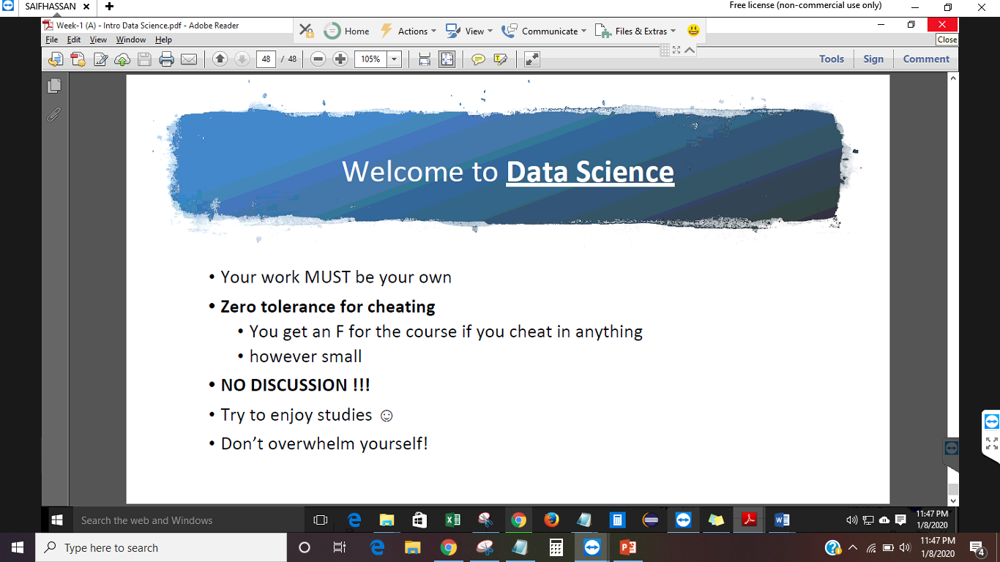 SAIFHASSAN
Free license (non-commercial use only)
Week-1 (A) - Intro Data Science.pdf - Adobe Reader
Home
Actions
View
Communicate
Files & Extras
File Edit View Window Help
Close
48 / 48
105%
Tools
Sign
Comment
Welcome to Data Science
• Your work MUST be your own
• Zero tolerance for cheating
• You get an F for the course if you cheat in anything
• however small
• NO DISCUSSION !!!
• Try to enjoy studies ☺
• Don’t overwhelm yourself!
Search the web and Windows
11:47 PM
1/8/2020
Type here to search
11:47 PM
1/8/2020
4